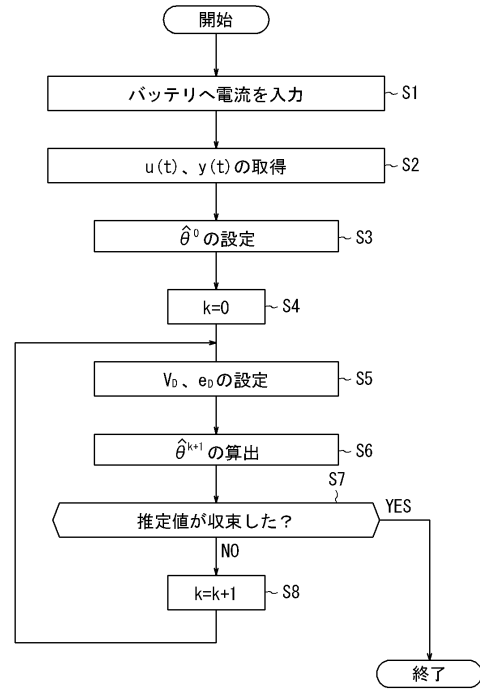 開始
バッテリへ電流を入力
S1
u(t)、y(t)の取得
S2
θ̂⁰の設定
S3
k=0
S4
V_D、e_Dの設定
S5
θ̂ᵏ⁺¹の算出
S6
S7
推定値が収束した?
YES
NO
k=k+1
S8
終了